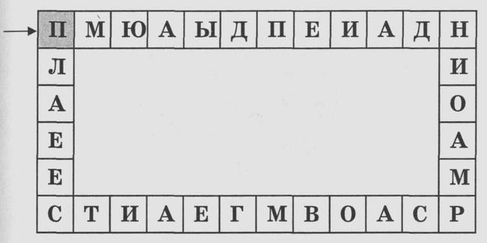 П М Ю А Ы Д П Е И А Д Н
Л И
А О
Е А
Е М
С Т И А Е Г М В О А С Р